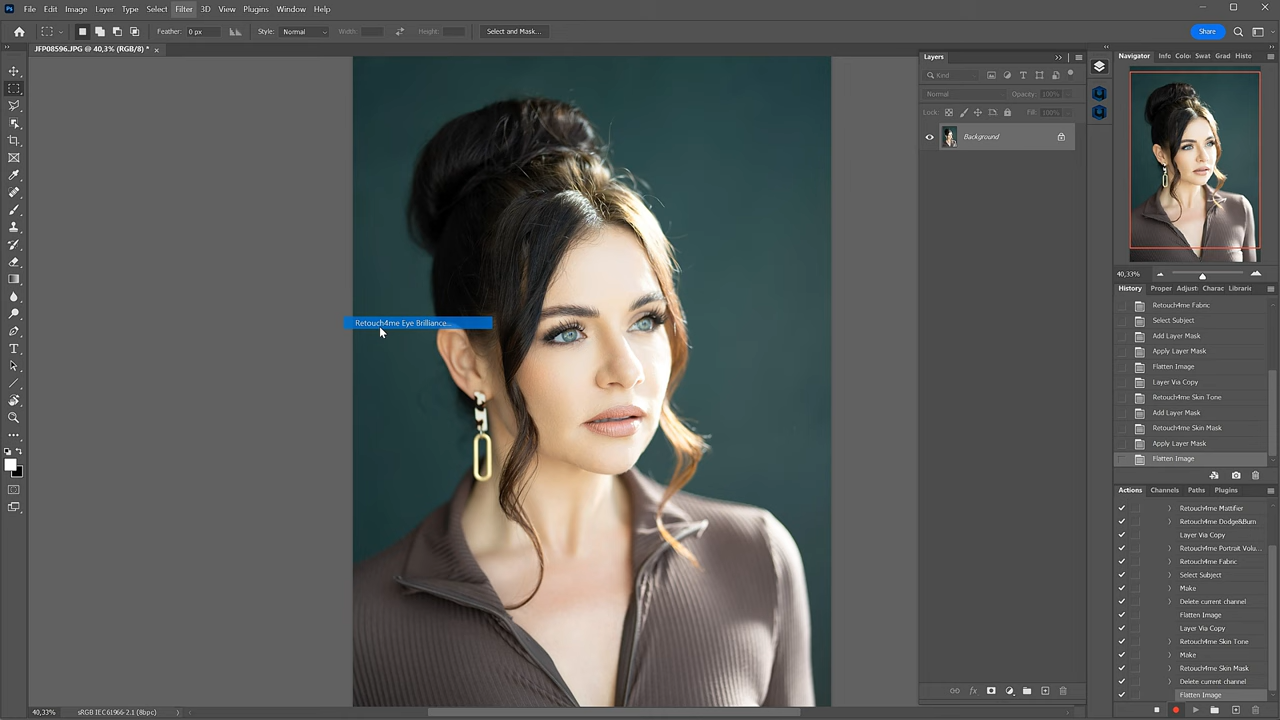 Ps File Edit Image Layer Type Select Filter 3D View Plugins Window Help
Feather: 0 px Style: Normal Width: Height: Select and Mask... Share
JFP08596.JPG @ 40,3% (RGB/8) *
Layers
Kind
Normal Opacity: 100%
Lock: Fill: 100%
Background
Retouch4me Eye Brilliance...
Navigator Info Color Swat Grad Histo
40,33%
History Proper Adjust Charac Librarie
Retouch4me Fabric
Select Subject
Add Layer Mask
Apply Layer Mask
Flatten Image
Layer Via Copy
Retouch4me Skin Tone
Add Layer Mask
Retouch4me Skin Mask
Apply Layer Mask
Flatten Image
Actions Channels Paths Plugins
Retouch4me Mattifier
Retouch4me Dodge&Burn
Layer Via Copy
Retouch4me Portrait Volu...
Retouch4me Fabric
Select Subject
Make
Delete current channel
Flatten Image
Layer Via Copy
Retouch4me Skin Tone
Make
Retouch4me Skin Mask
Delete current channel
Flatten Image
40,33% sRGB IEC61966-2.1 (8bpc)